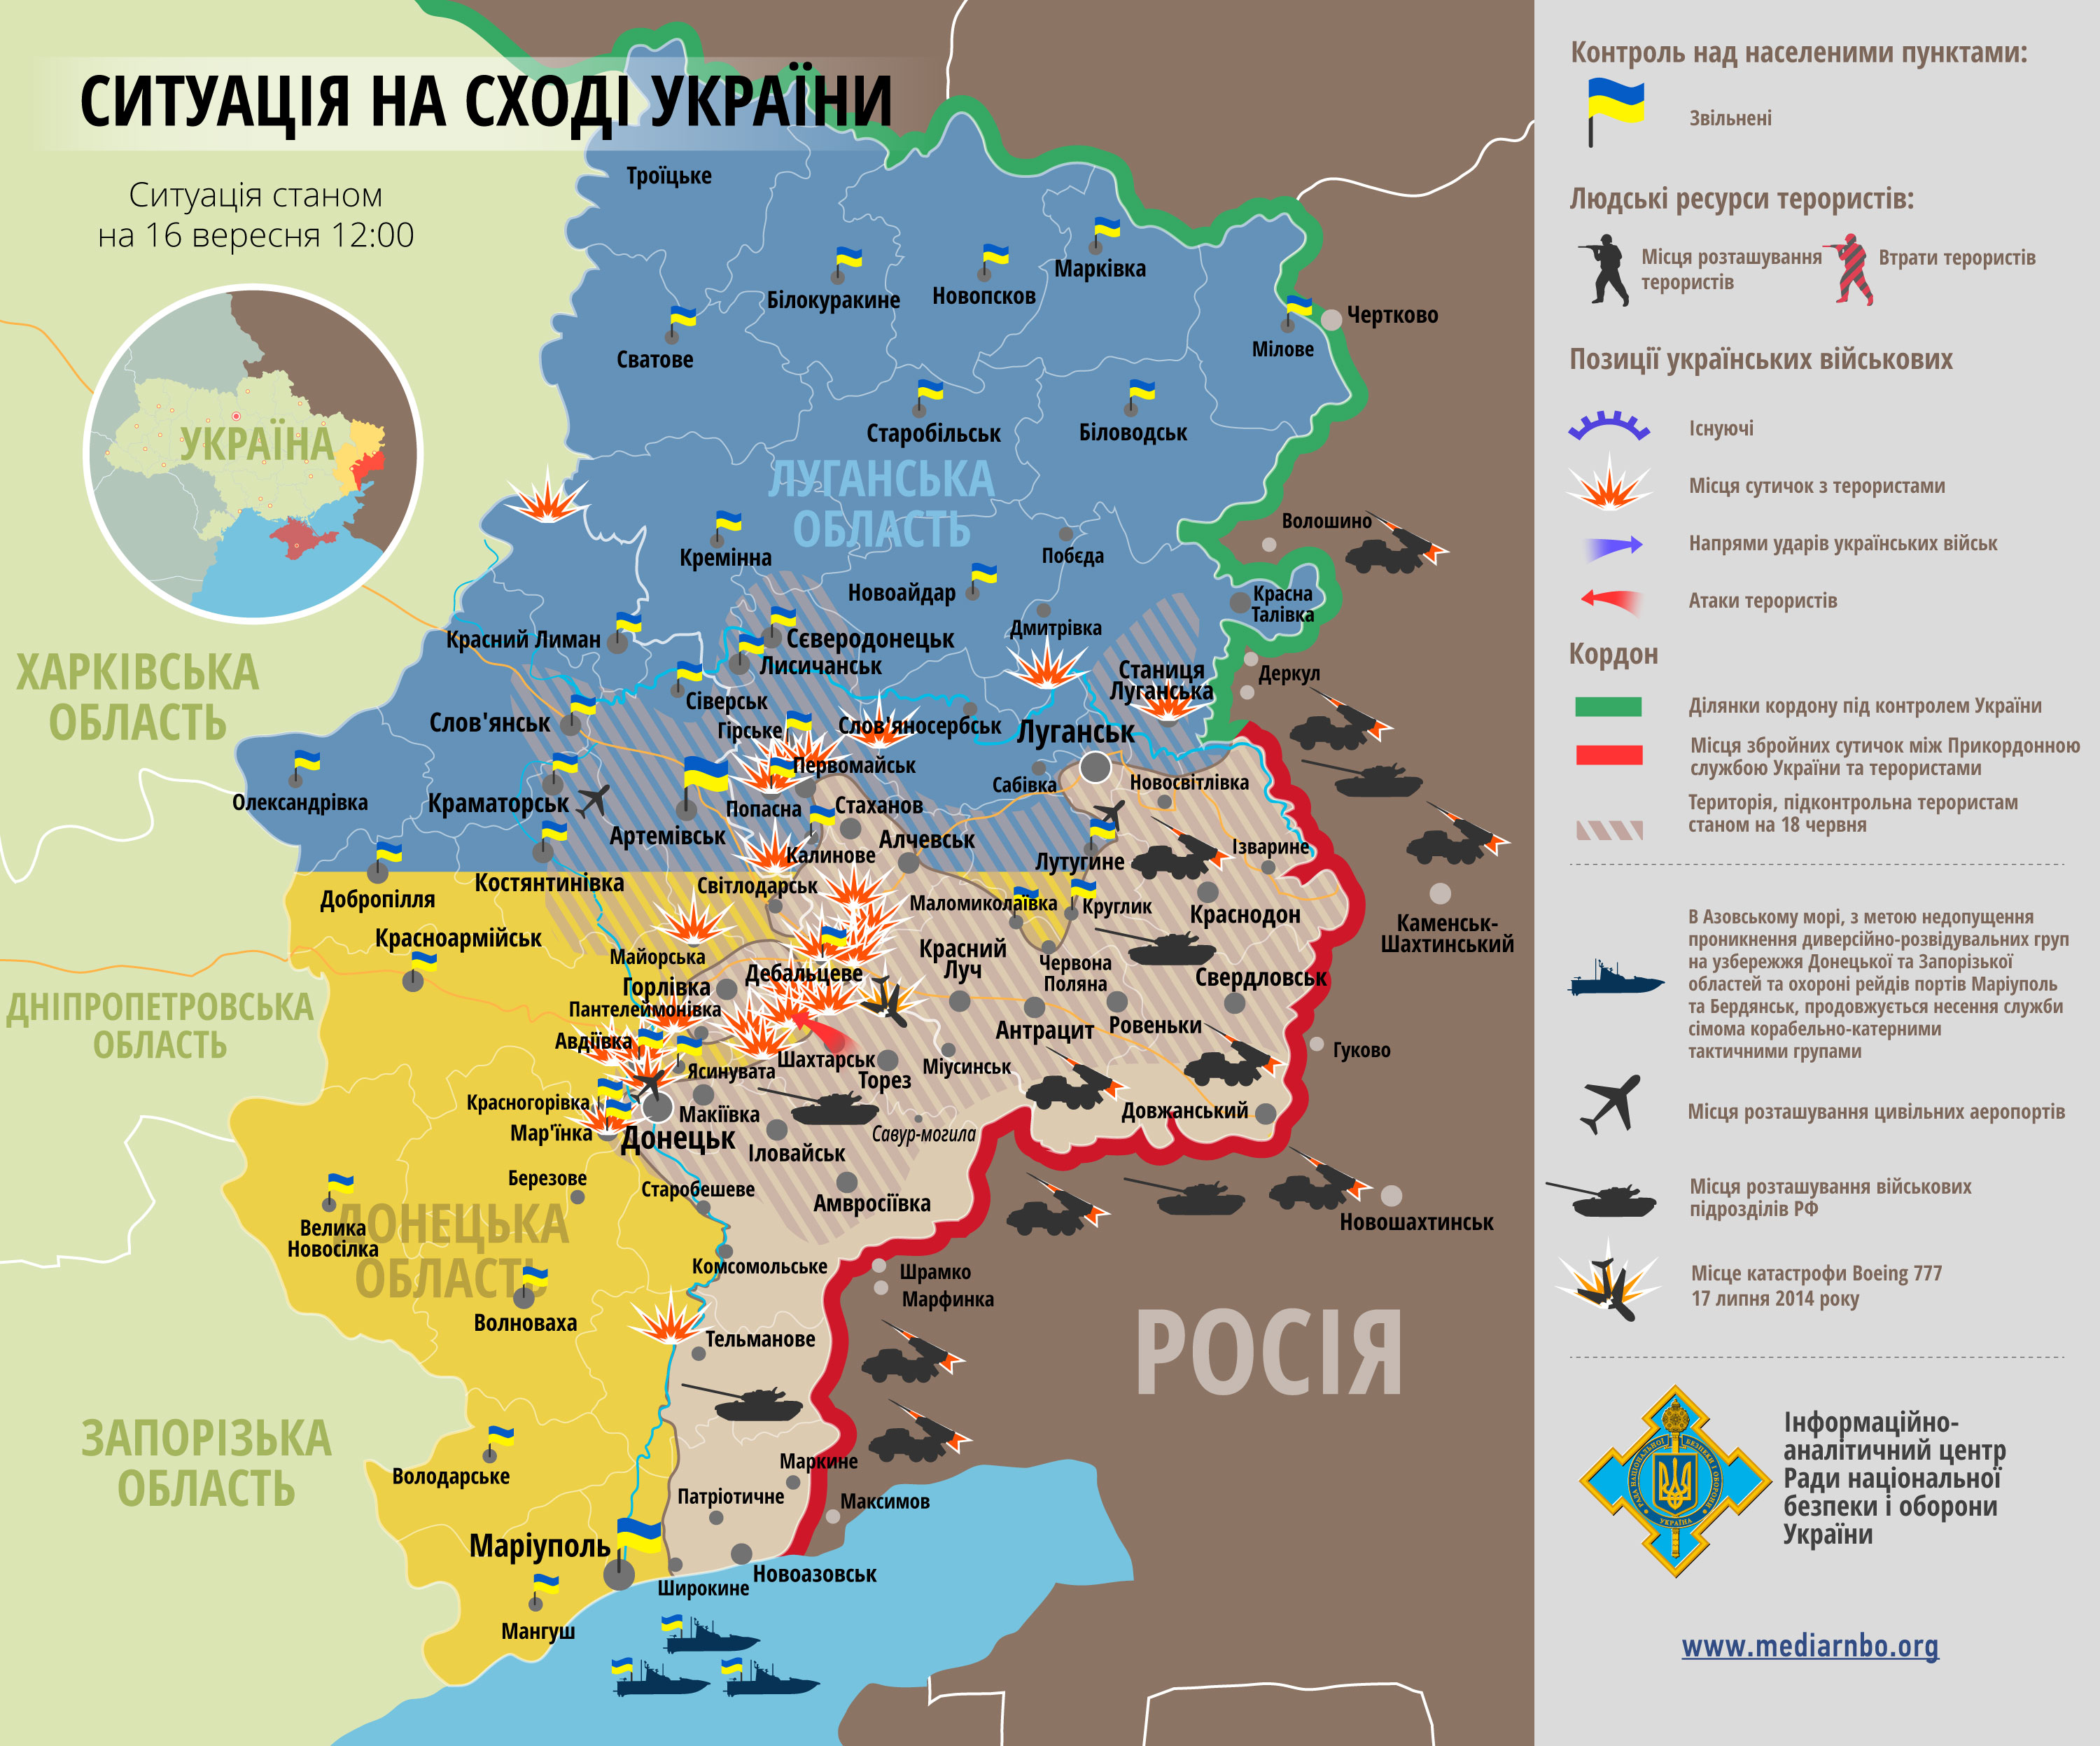 СИТУАЦІЯ НА СХОДІ УКРАЇНИ
Ситуація станом
на 16 вересня 12:00
УКРАЇНА
ХАРКІВСЬКА
ОБЛАСТЬ
ДНІПРОПЕТРОВСЬКА
ОБЛАСТЬ
ЗАПОРІЗЬКА
ОБЛАСТЬ
ЛУГАНСЬКА
ОБЛАСТЬ
ДОНЕЦЬКА
ОБЛАСТЬ
РОСІЯ
Троїцьке
Білокуракине
Новопсков
Марківка
Сватове
Мілове
Чертково
Старобільськ
Біловодськ
Волошино
Кремінна
Побєда
Новоайдар
Красна
Талівка
Красний Лиман
Сєверодонецьк
Дмитрівка
Лисичанськ
Станиця
Луганська
Деркул
Сіверськ
Слов'янськ
Гірське
Слов'яносербськ
Луганськ
Первомайськ
Сабівка
Новосвітлівка
Олександрівка
Краматорськ
Попасна
Стаханов
Артемівськ
Алчевськ
Калинове
Лутугине
Ізварине
Костянтинівка
Світлодарськ
Добропілля
Маломиколаївка
Круглик
Краснодон
Каменськ-
Шахтинський
Красноармійськ
Майорська
Красний
Луч
Дебальцеве
Червона
Поляна
Свердловськ
Горлівка
Пантелеймонівка
Антрацит
Ровеньки
Авдіївка
Шахтарськ
Міусинськ
Гуково
Ясинувата
Торез
Красногорівка
Макіївка
Довжанський
Мар'їнка
Донецьк
Савур-могила
Іловайськ
Березове
Старобешеве
Амвросіївка
Новошахтинськ
Велика
Новосілка
Комсомольське
Шрамко
Марфинка
Волноваха
Тельманове
Маркине
Володарське
Патріотичне
Максимов
Маріуполь
Широкине
Новоазовськ
Мангуш
Контроль над населеними пунктами:
Звільнені
Людські ресурси терористів:
Місця розташування
терористів
Втрати терористів
Позиції українських військових
Існуючі
Місця сутичок з терористами
Напрями ударів українських військ
Атаки терористів
Кордон
Ділянки кордону під контролем України
Місця збройних сутичок між Прикордонною
службою України та терористами
Територія, підконтрольна терористам
станом на 18 червня
В Азовському морі, з метою недопущення
проникнення диверсійно-розвідувальних груп
на узбережжя Донецької та Запорізької
областей та охороні рейдів портів Маріуполь
та Бердянськ, продовжується несення служби
сімома корабельно-катерними
тактичними групами
Місця розташування цивільних аеропортів
Місця розташування військових
підрозділів РФ
Місце катастрофи Boeing 777
17 липня 2014 року
Інформаційно-
аналітичний центр
Ради національної
безпеки і оборони
України
РАДА НАЦІОНАЛЬНОЇ БЕЗПЕКИ І ОБОРОНИ
УКРАЇНА
www.mediarnbo.org